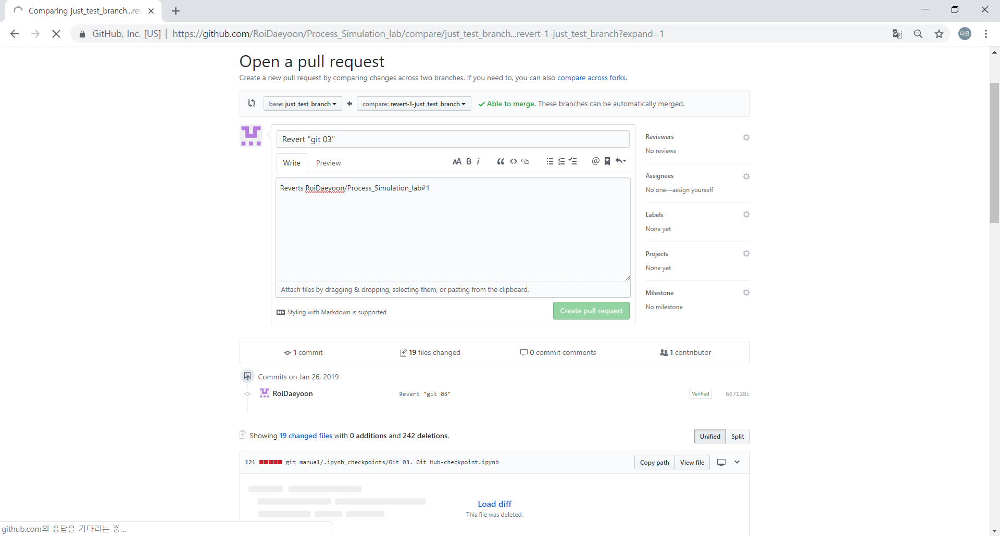 Comparing just_test_branch...rev
GitHub, Inc. [US] | https://github.com/RoiDaeyoon/Process_Simulation_lab/compare/just_test_branch...revert-1-just_test_branch?expand=1
대윤
Open a pull request
Create a new pull request by comparing changes across two branches. If you need to, you can also compare across forks.
base: just_test_branch
compare: revert-1-just_test_branch
Able to merge. These branches can be automatically merged.
Revert "git 03"
Write Preview
AA B i
Reverts RoiDaeyoon/Process_Simulation_lab#1
Attach files by dragging & dropping, selecting them, or pasting from the clipboard.
Styling with Markdown is supported
Create pull request
Reviewers
No reviews
Assignees
No one—assign yourself
Labels
None yet
Projects
None yet
Milestone
No milestone
1 commit
19 files changed
0 commit comments
1 contributor
Commits on Jan 26, 2019
RoiDaeyoon Revert "git 03" Verified 667128c
Showing 19 changed files with 0 additions and 242 deletions.
Unified Split
121 git manual/.ipynb_checkpoints/Git 03. Git Hub-checkpoint.ipynb
Copy path View file
Load diff
This file was deleted.
github.com의 응답을 기다리는 중...